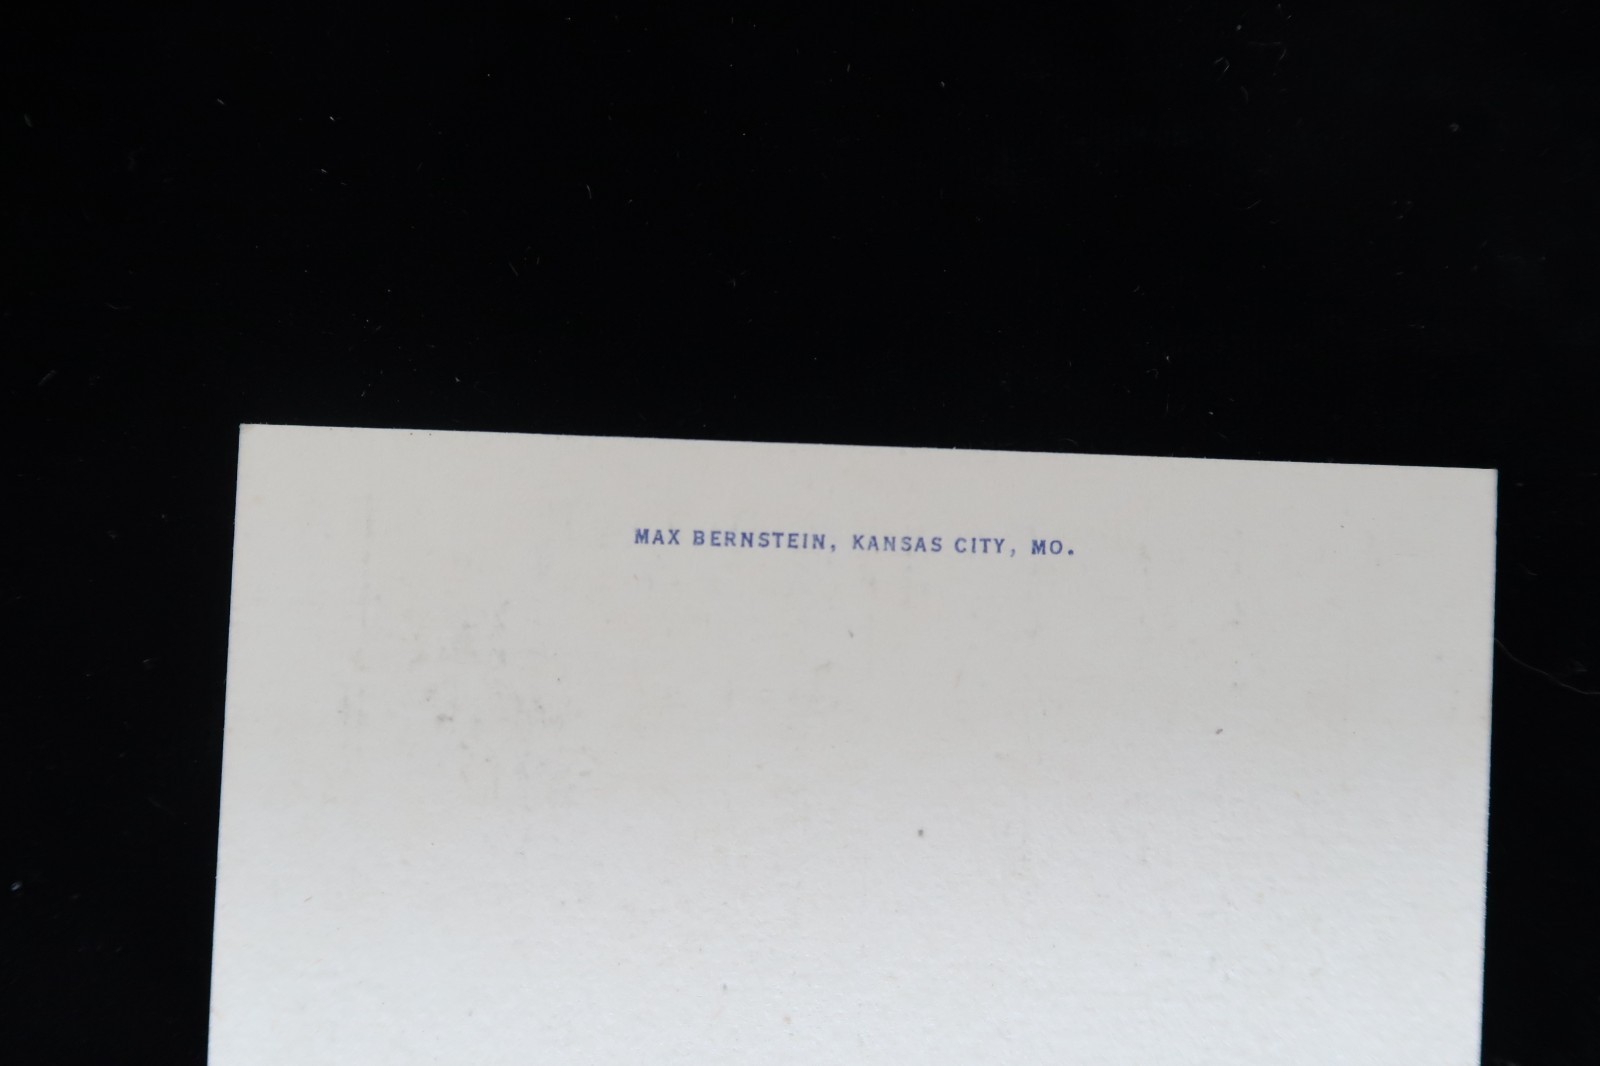 MAX BERNSTEIN, KANSAS CITY, MO.